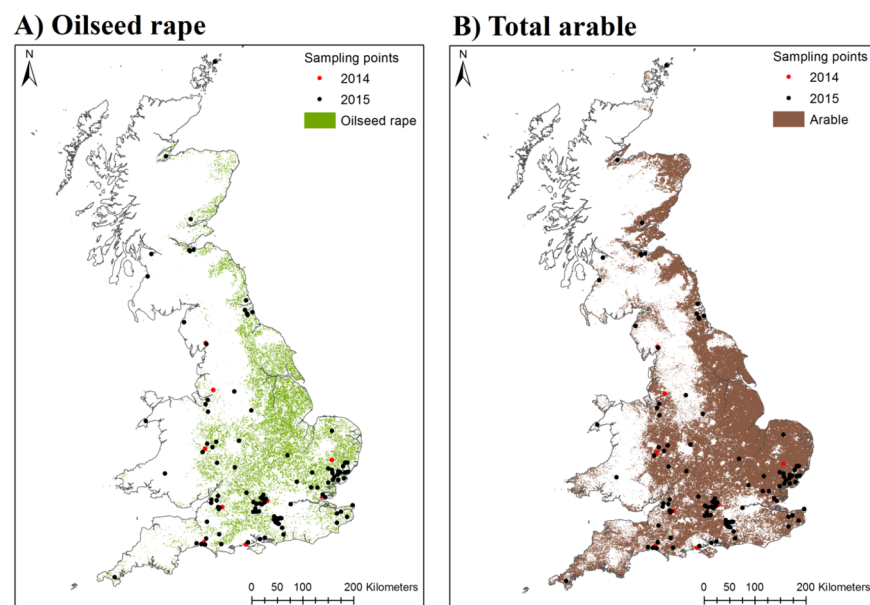 A) Oilseed rape
N
Sampling points
2014
2015
Oilseed rape
0 50 100 200 Kilometers
B) Total arable
N
Sampling points
2014
2015
Arable
0 50 100 200 Kilometers